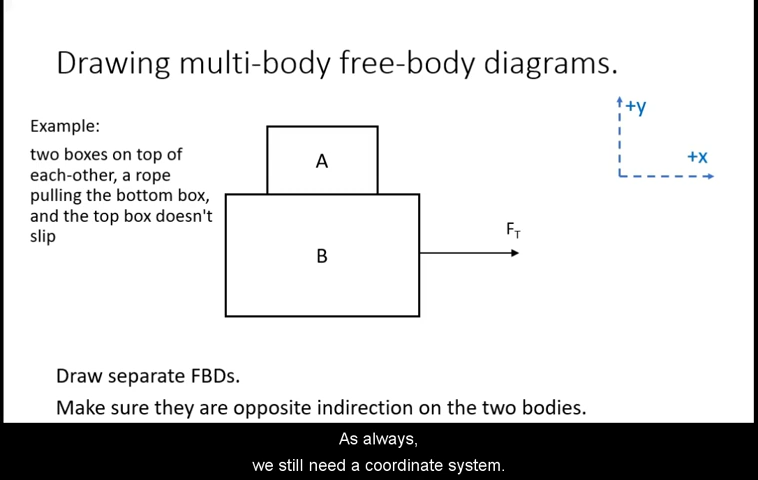 Drawing multi-body free-body diagrams.
Example:
two boxes on top of
each-other, a rope
pulling the bottom box,
and the top box doesn't
slip
A
B
F_T
+y
+x
Draw separate FBDs.
Make sure they are opposite indirection on the two bodies.
As always,
we still need a coordinate system.